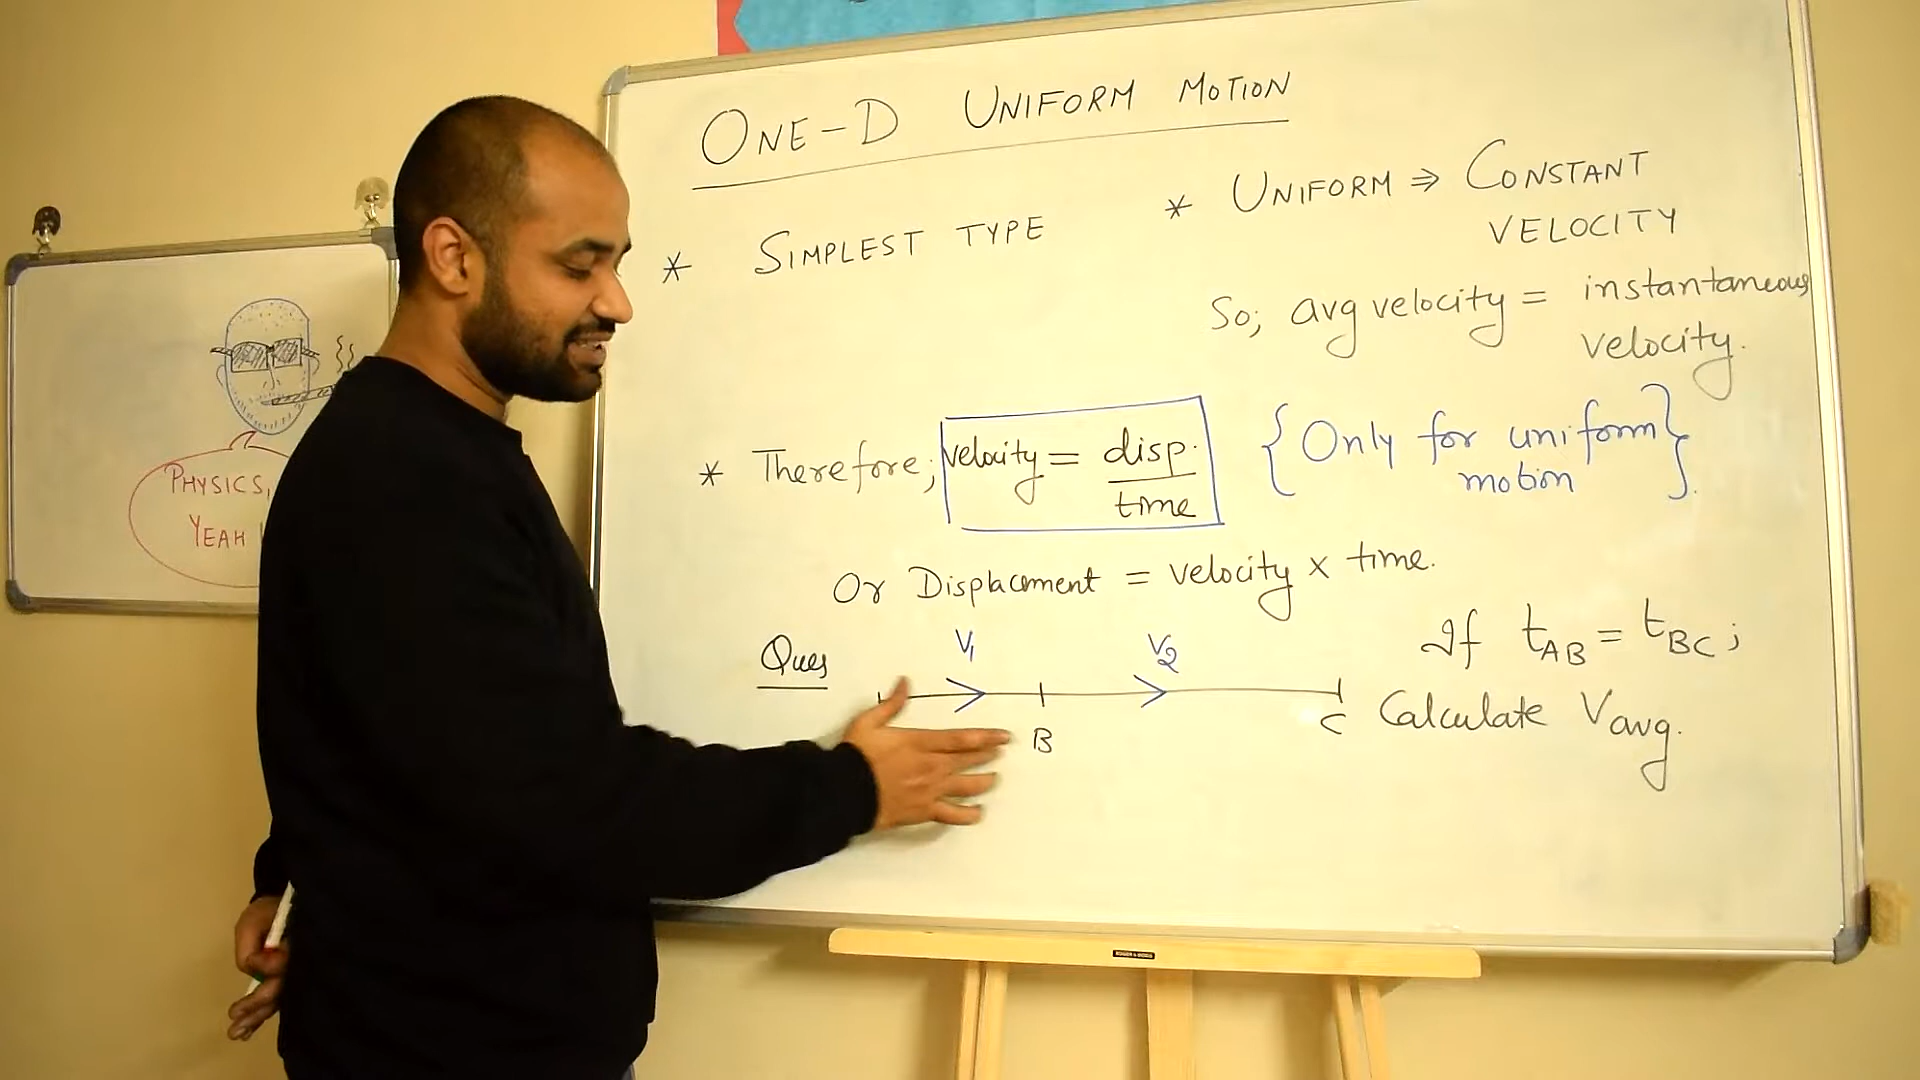 ONE-D UNIFORM MOTION
* SIMPLEST TYPE
* UNIFORM ⇒ CONSTANT
VELOCITY
So; avg velocity = instantaneous
velocity.
* Therefore; velocity = disp.
time
{Only for uniform
motion}.
Or Displacement = velocity × time.
Ques
V₁
V₂
B
C
If tAB = tBC;
Calculate Vavg.
PHYSICS,
YEAH